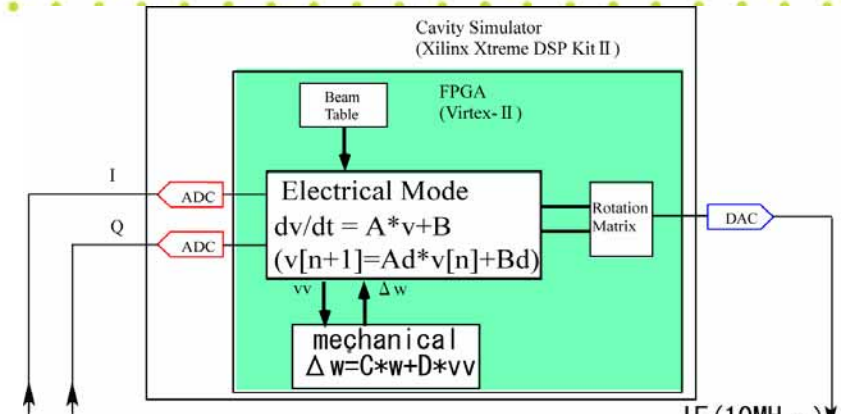 Cavity Simulator
(Xilinx Xtreme DSP Kit Ⅱ)
FPGA
(Virtex-Ⅱ)
Beam
Table
I
ADC
Q
ADC
Electrical Mode
dv/dt = A*v+B
(v[n+1]=Ad*v[n]+Bd)
Rotation
Matrix
DAC
vv
Δw
mechanical
Δw=C*w+D*vv